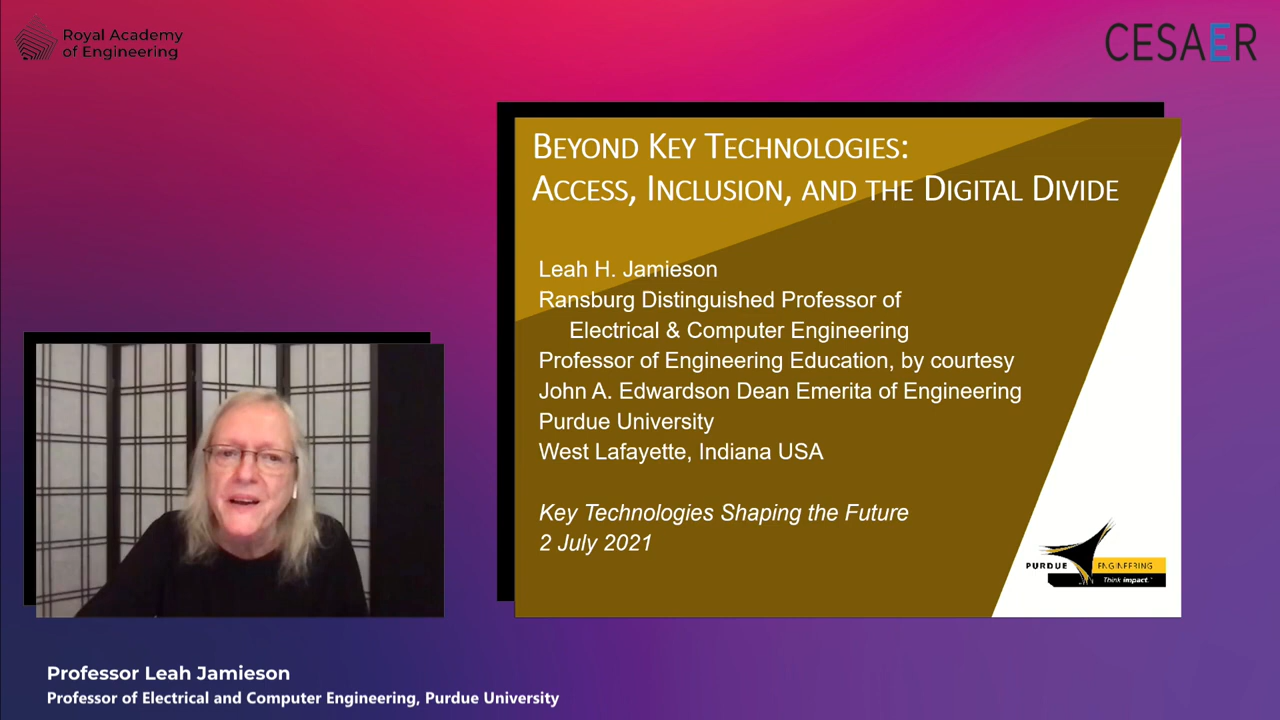 Royal Academy
of Engineering
CESAER
BEYOND KEY TECHNOLOGIES:
ACCESS, INCLUSION, AND THE DIGITAL DIVIDE
Leah H. Jamieson
Ransburg Distinguished Professor of
Electrical & Computer Engineering
Professor of Engineering Education, by courtesy
John A. Edwardson Dean Emerita of Engineering
Purdue University
West Lafayette, Indiana USA
Key Technologies Shaping the Future
2 July 2021
PURDUE ENGINEERING
Think impact.
Professor Leah Jamieson
Professor of Electrical and Computer Engineering, Purdue University